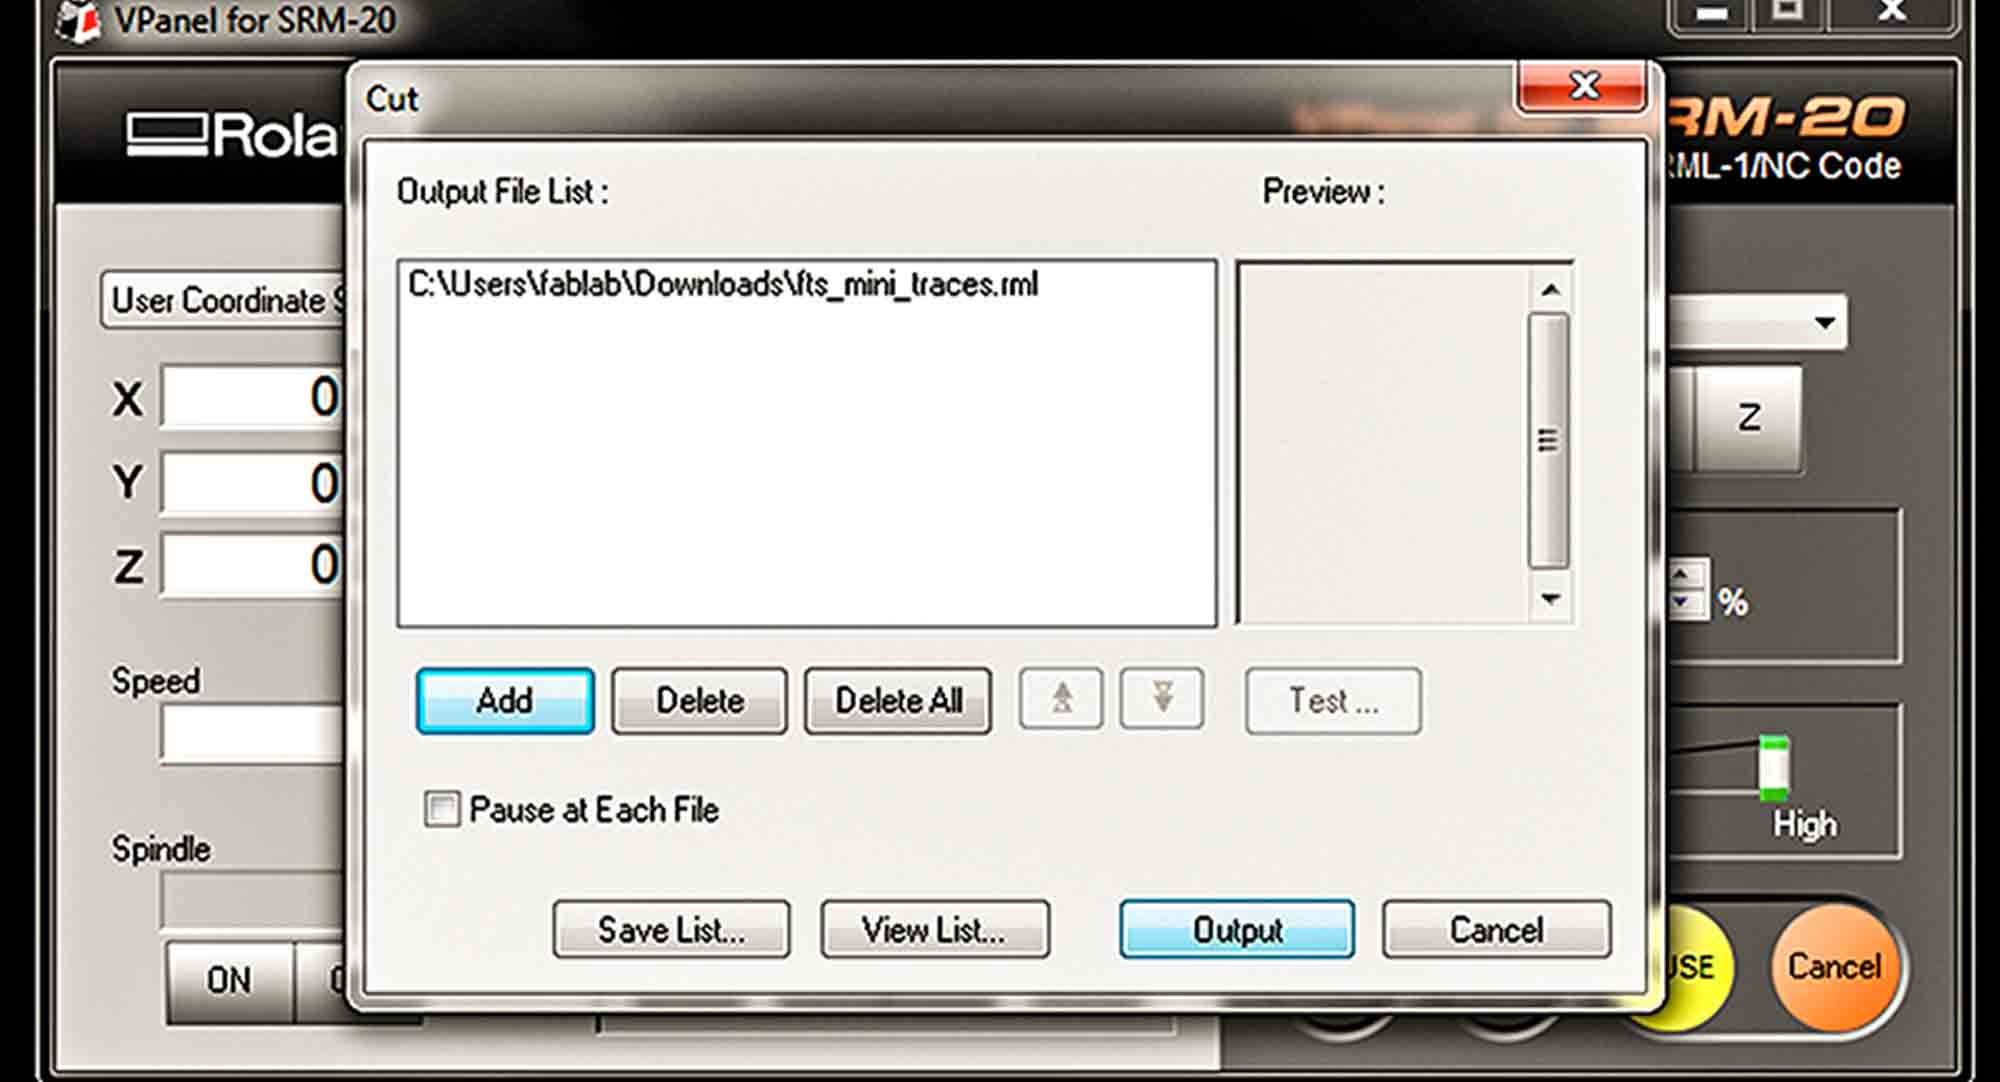 VPanel for SRM-20
Cut
Rola
RM-20
RML-1/NC Code
Output File List :
Preview :
C:\Users\fablab\Downloads\fts_mini_traces.rml
User Coordinate S
X 0
Y 0
Z 0
Z
%
Add Delete Delete All Test ...
Speed
Pause at Each File
High
Spindle
Save List... View List... Output Cancel
ON
USE
Cancel